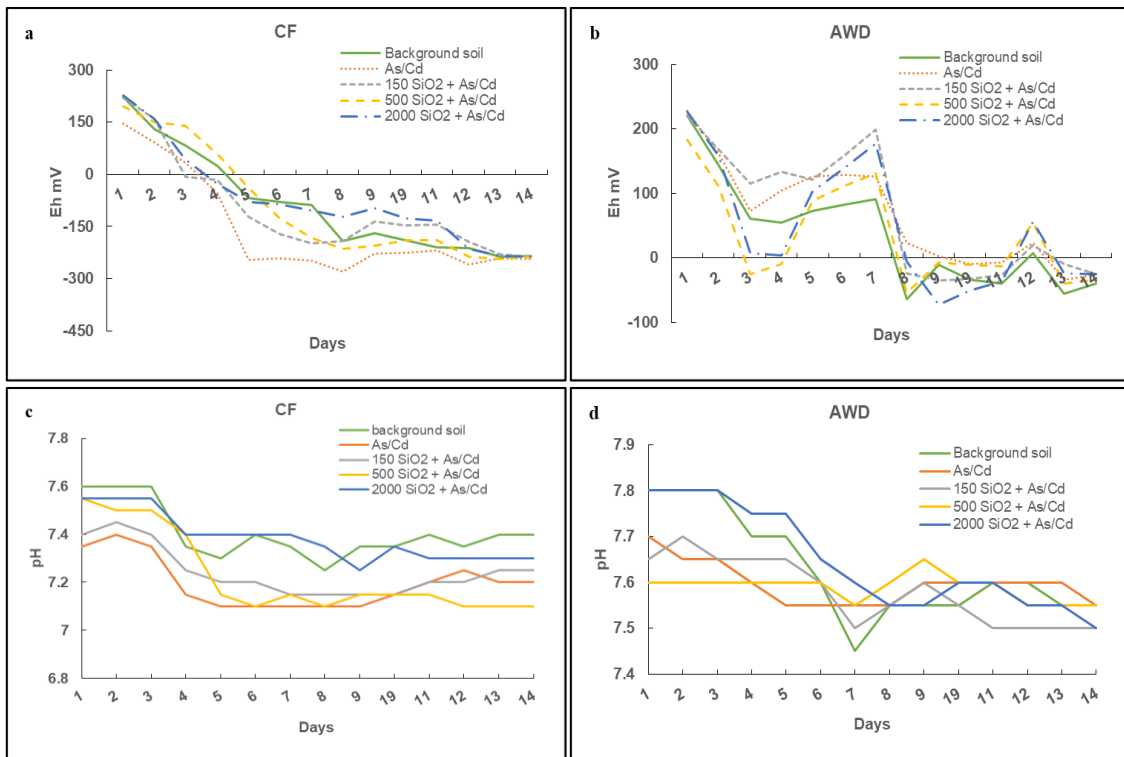 a
CF
Background soil
As/Cd
150 SiO2 + As/Cd
500 SiO2 + As/Cd
2000 SiO2 + As/Cd
300
150
0
-150
-300
-450
Eh mV
1 2 3 4 5 6 7 8 9 19 11 12 13 14
Days
b
AWD
Background soil
As/Cd
150 SiO2 + As/Cd
500 SiO2 + As/Cd
2000 SiO2 + As/Cd
300
200
100
0
-100
Eh mV
1 2 3 4 5 6 7 8 9 19 11 12 13 14
Days
c
CF
background soil
As/Cd
150 SiO2 + As/Cd
500 SiO2 + As/Cd
2000 SiO2 + As/Cd
7.8
7.6
7.4
7.2
7
6.8
pH
1 2 3 4 5 6 7 8 9 19 11 12 13 14
Days
d
AWD
Background soil
As/Cd
150 SiO2 + As/Cd
500 SiO2 + As/Cd
2000 SiO2 + As/Cd
7.9
7.8
7.7
7.6
7.5
7.4
pH
1 2 3 4 5 6 7 8 9 19 11 12 13 14
Days